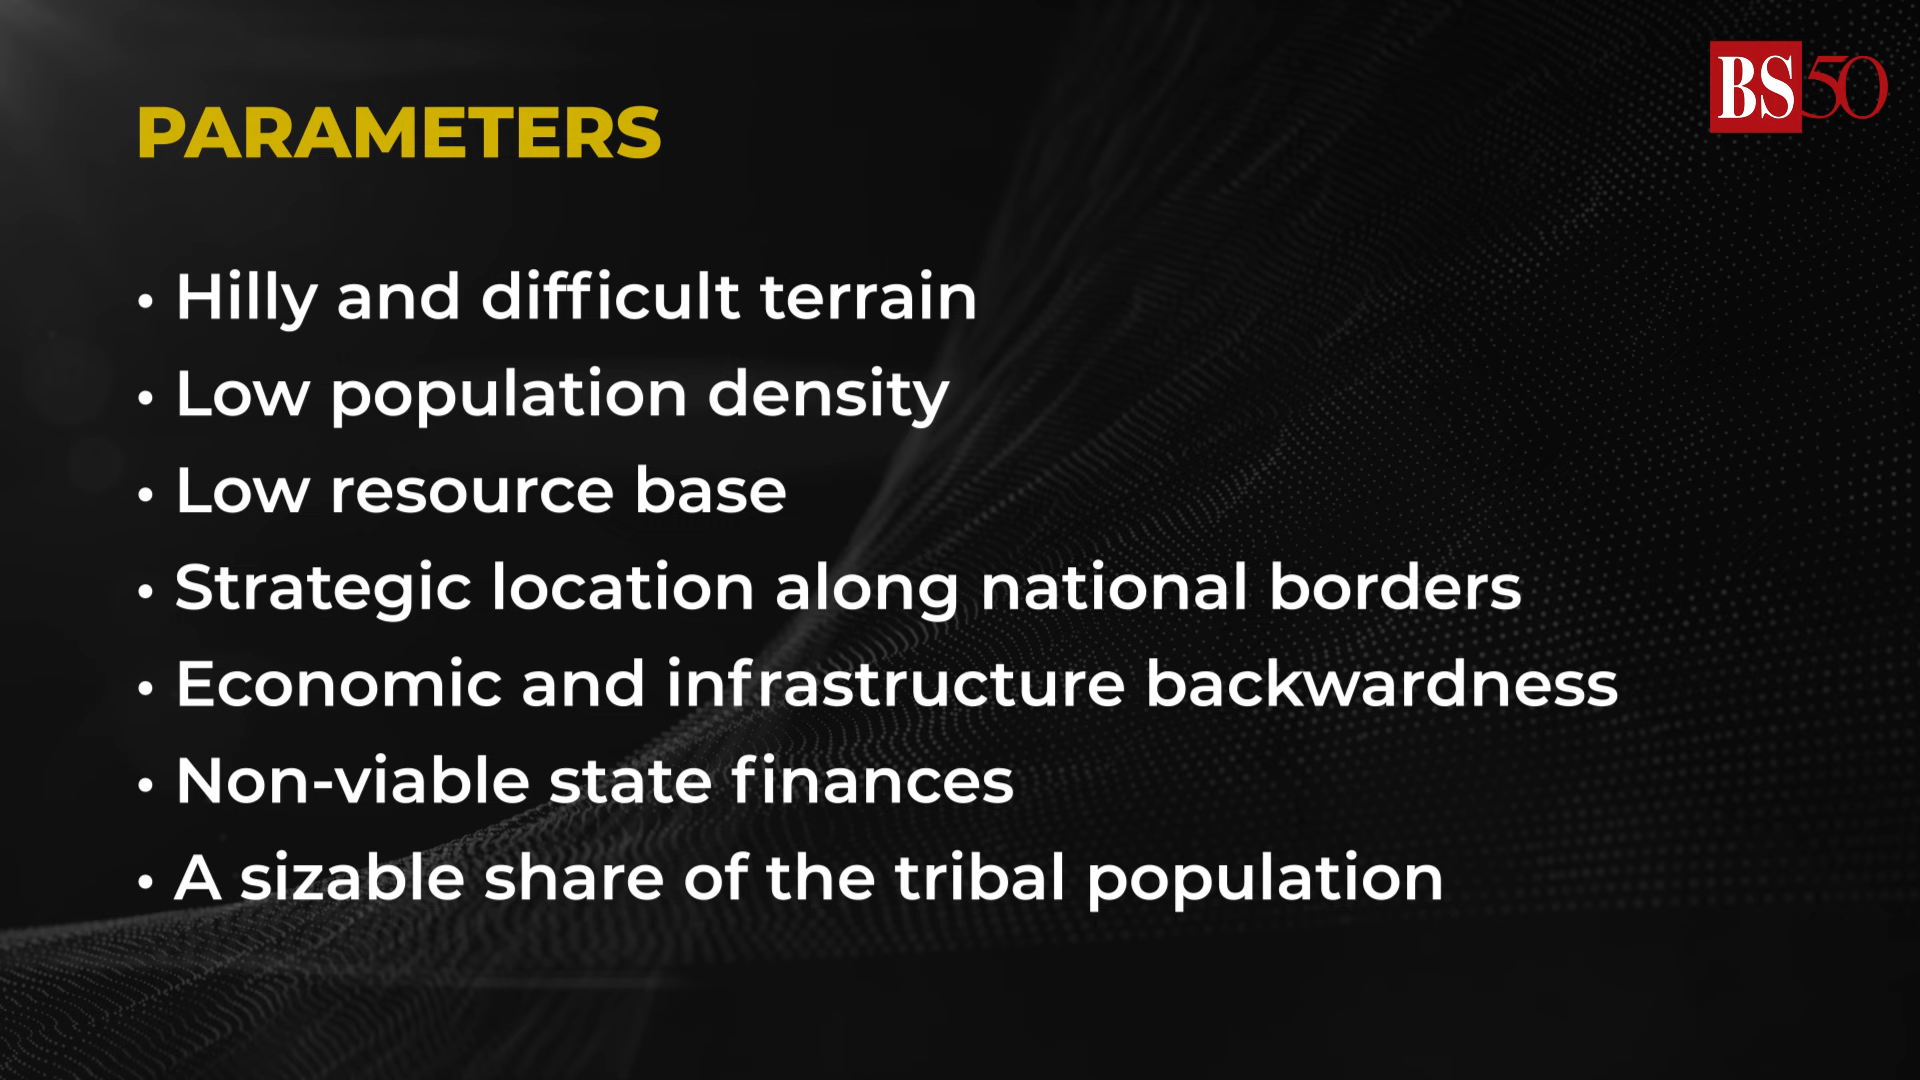 BS50
PARAMETERS
• Hilly and difficult terrain
• Low population density
• Low resource base
• Strategic location along national borders
• Economic and infrastructure backwardness
• Non-viable state finances
• A sizable share of the tribal population